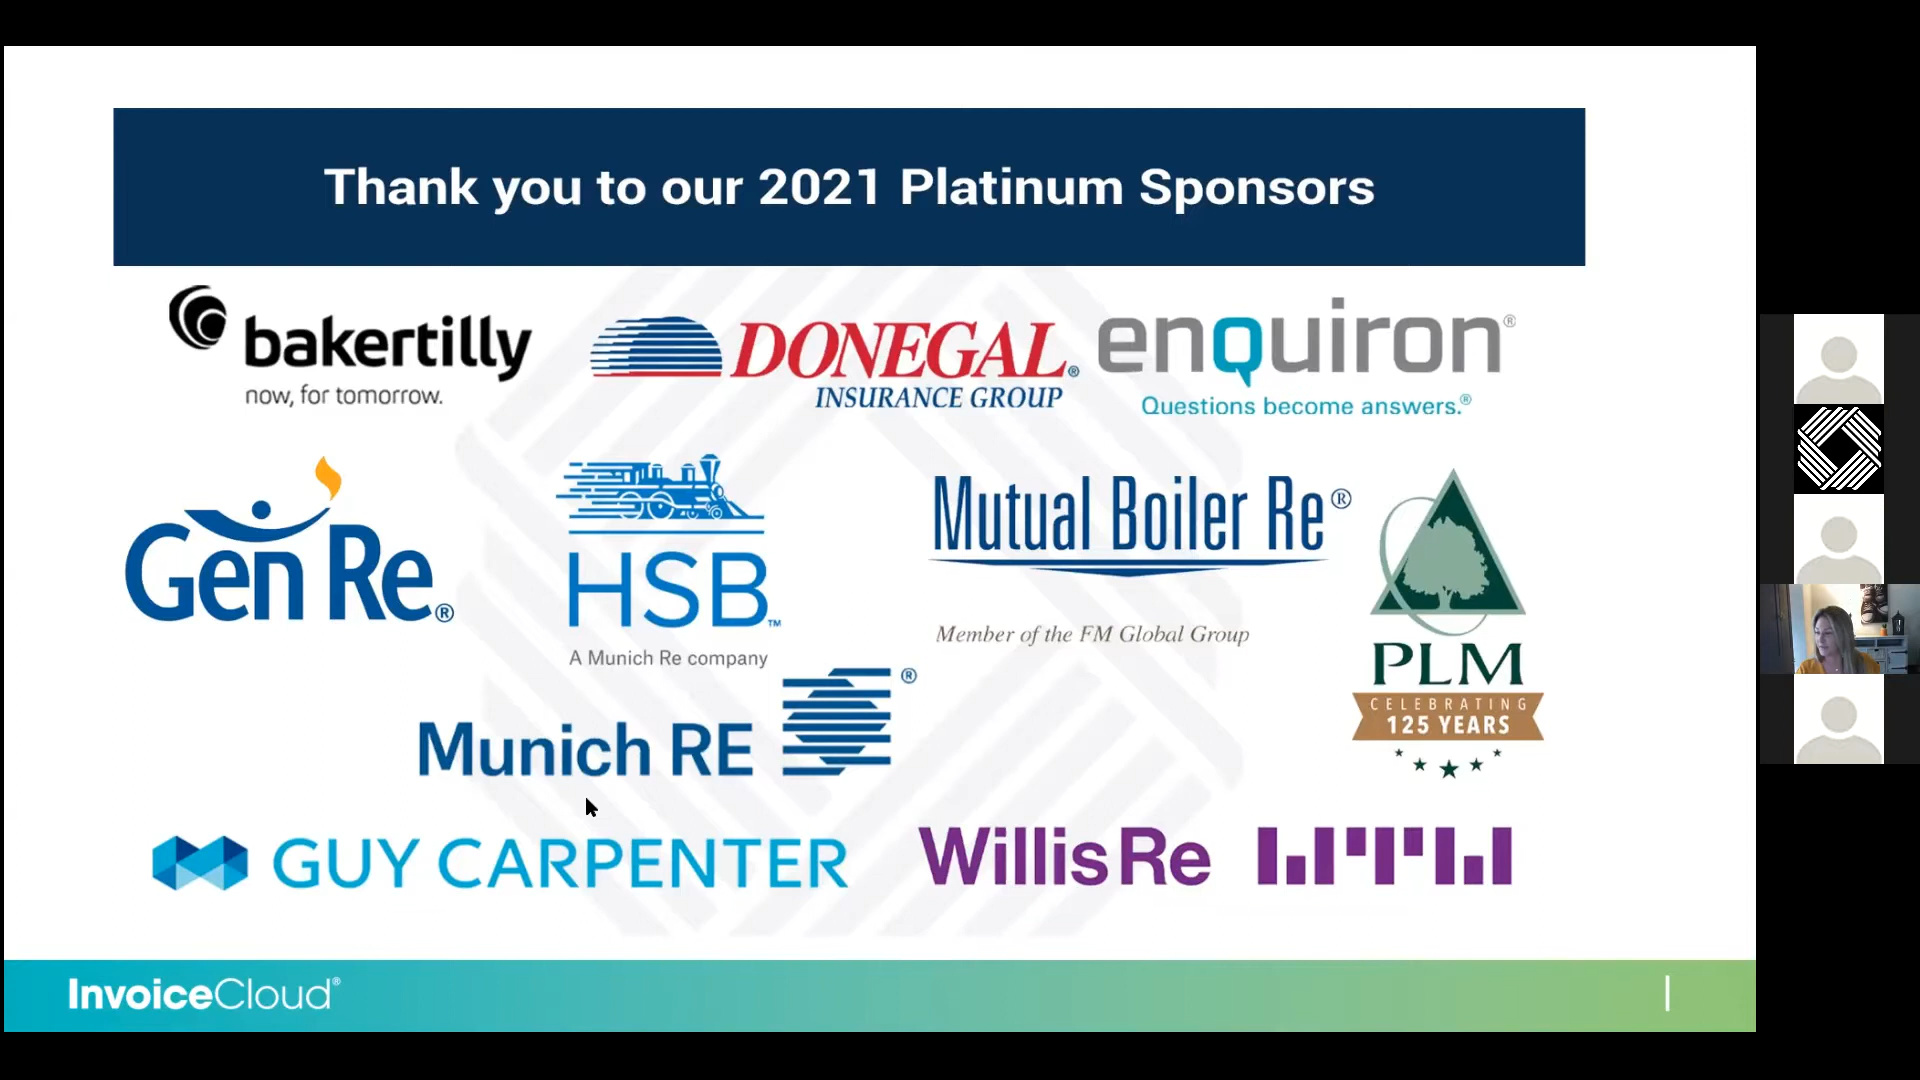 Thank you to our 2021 Platinum Sponsors
bakertilly
now, for tomorrow.
DONEGAL®
INSURANCE GROUP
enquiron®
Questions become answers.®
Gen Re®
HSB™
A Munich Re company
Mutual Boiler Re®
Member of the FM Global Group
PLM
CELEBRATING
125 YEARS
Munich RE ®
GUY CARPENTER
Willis Re
WTW
InvoiceCloud®